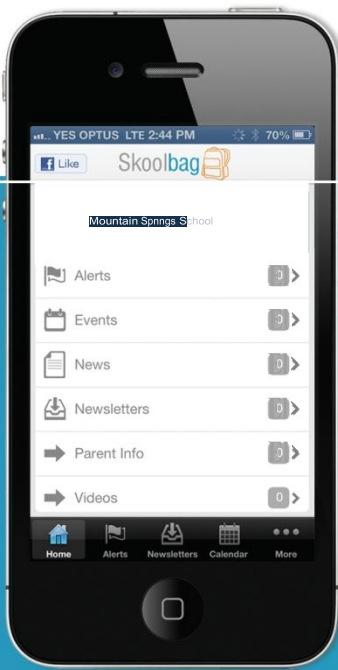 YES OPTUS LTE 2:44 PM 70%
f Like
Skoolbag
Mountain Spnngs School
Alerts 0
Events 0
News 0
Newsletters 0
Parent Info 0
Videos 0
Home Alerts Newsletters Calendar More